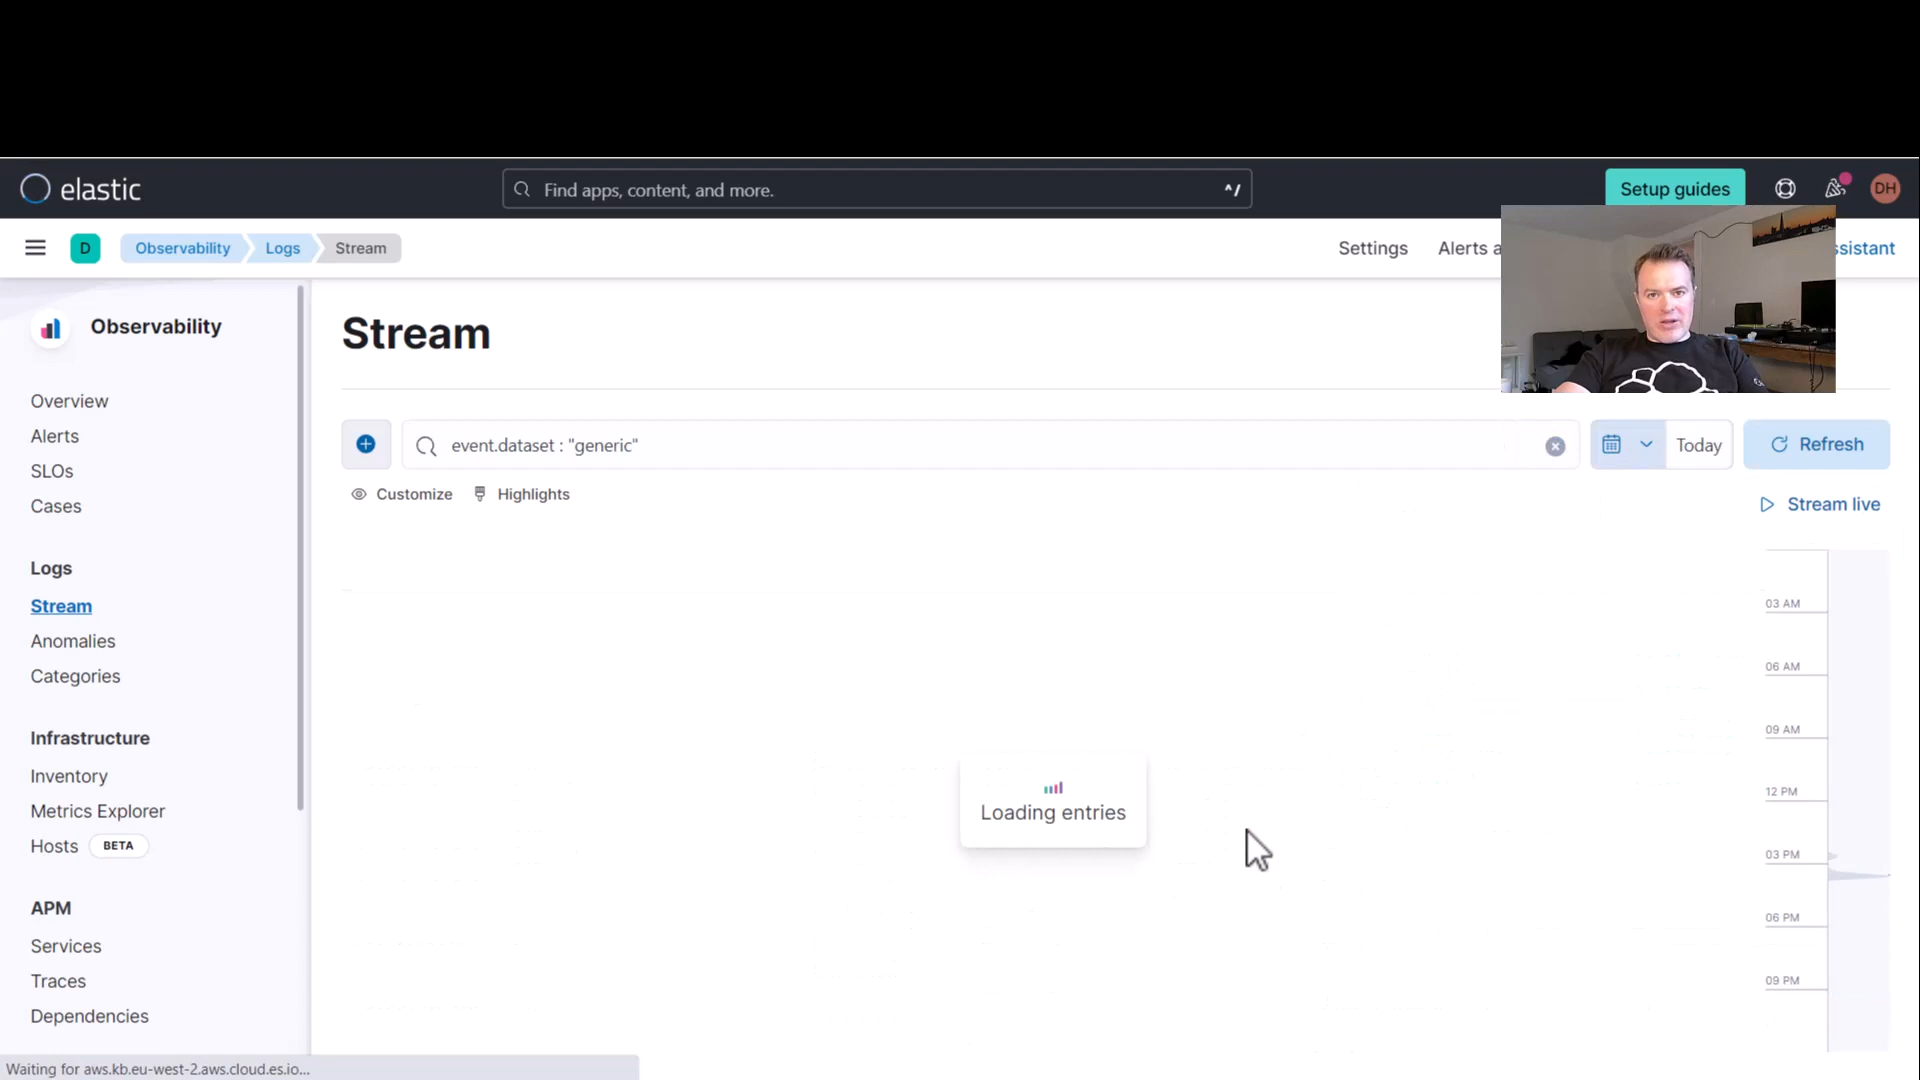 elastic
Find apps, content, and more.
^/
Setup guides
DH
D
Observability
Logs
Stream
Settings
Alerts a
ssistant
Observability
Overview
Alerts
SLOs
Cases
Logs
Stream
Anomalies
Categories
Infrastructure
Inventory
Metrics Explorer
Hosts BETA
APM
Services
Traces
Dependencies
Stream
event.dataset : "generic"
Today
Refresh
Customize
Highlights
Stream live
Loading entries
03 AM
06 AM
09 AM
12 PM
03 PM
06 PM
09 PM
Waiting for aws.kb.eu-west-2.aws.cloud.es.io...